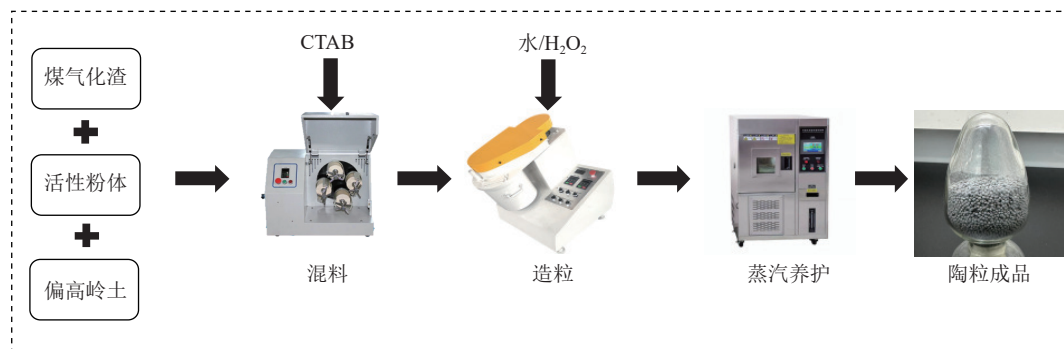 CTAB
水/H₂O₂
煤气化渣
活性粉体
偏高岭土
混料
造粒
蒸汽养护
陶粒成品